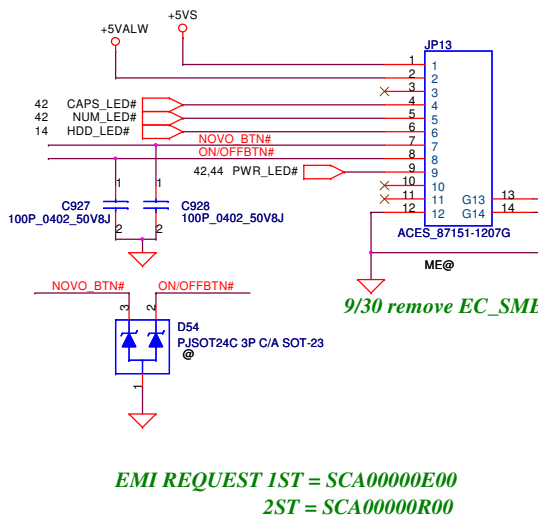 +5VS
+5VALW
JP13
1 1
2 2
3 3
42 CAPS_LED# 4 4
42 NUM_LED# 5 5
14 HDD_LED# 6 6
NOVO_BTN# 7 7
ON/OFFBTN# 8 8
42,44 PWR_LED# 9 9
10 10
11 11 G13 13
12 12 G14 14
ACES_87151-1207G
ME@
1 1
C927 C928
100P_0402_50V8J 100P_0402_50V8J
2 2
9/30 remove EC_SME
NOVO_BTN# ON/OFFBTN#
3 2
D54
PJSOT24C 3P C/A SOT-23
@
1
EMI REQUEST 1ST = SCA00000E00
2ST = SCA00000R00